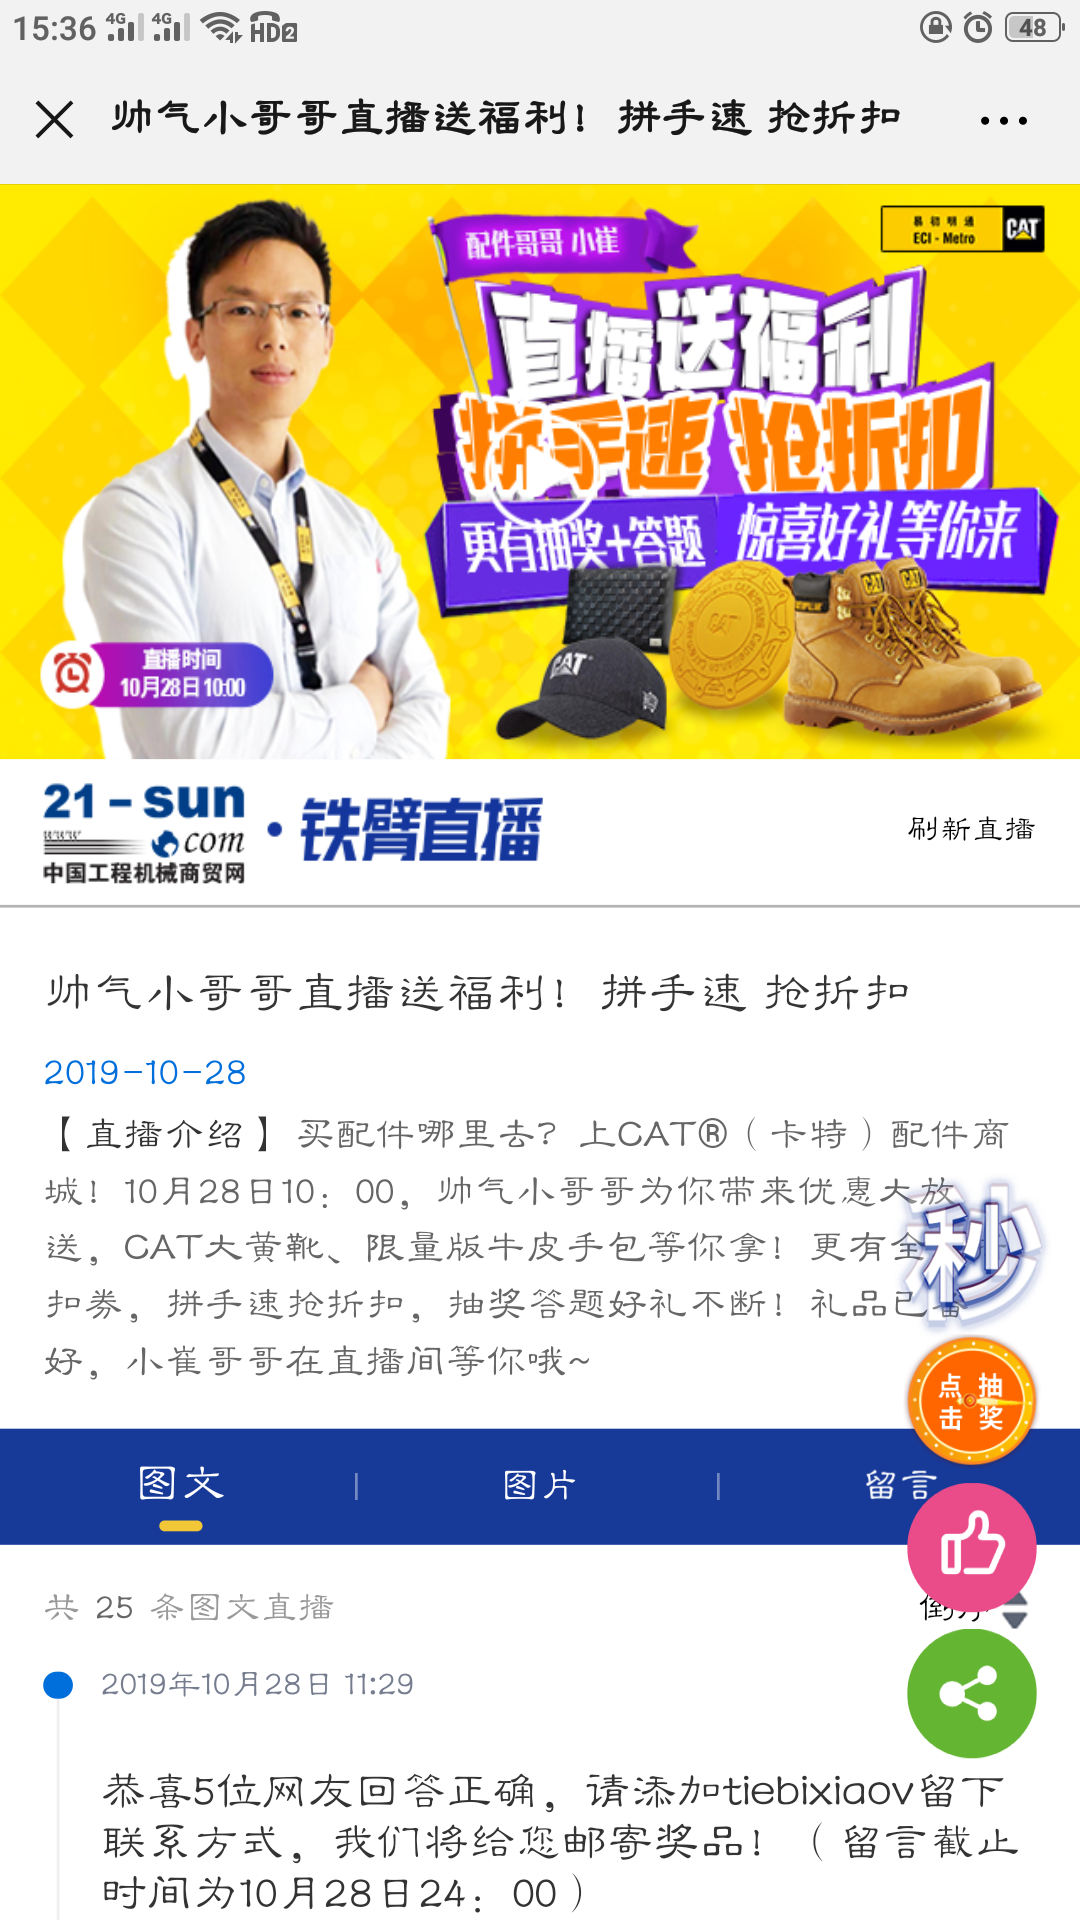 15:36 4G 4G HD2 48
帅气小哥哥直播送福利！拼手速 抢折扣
易初明通
ECI - Metro
CAT
配件哥哥 小崔
直播送福利
拼手速 抢折扣
更有抽奖+答题 惊喜好礼等你来
CAT
CAT
CAT CAT
直播时间
10月28日 10:00
21-sun
www com
中国工程机械商贸网
·铁臂直播
刷新直播
帅气小哥哥直播送福利！拼手速 抢折扣
2019-10-28
【直播介绍】买配件哪里去？上CAT®（卡特）配件商
城！10月28日10：00，帅气小哥哥为你带来优惠大放
送，CAT大黄靴、限量版牛皮手包等你拿！更有全
扣券，拼手速抢折扣，抽奖答题好礼不断！礼品已备
好，小崔哥哥在直播间等你哦~
秒
点击
抽奖
图文 | 图片 | 留言
共 25 条图文直播
倒序
2019年10月28日 11:29
恭喜5位网友回答正确，请添加tiebixiaov留下
联系方式，我们将给您邮寄奖品！（留言截止
时间为10月28日24：00）